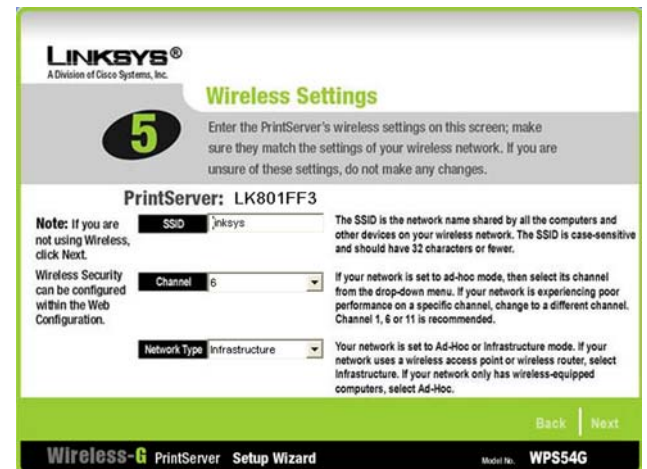 LINKSYS®
A Division of Cisco Systems, Inc.
Wireless Settings
5
Enter the PrintServer's wireless settings on this screen; make
sure they match the settings of your wireless network. If you are
unsure of these settings, do not make any changes.
PrintServer: LK801FF3
Note: If you are
not using Wireless,
click Next.
Wireless Security
can be configured
within the Web
Configuration.
SSID linksys
The SSID is the network name shared by all the computers and
other devices on your wireless network. The SSID is case-sensitive
and should have 32 characters or fewer.
Channel 6
If your network is set to ad-hoc mode, then select its channel
from the drop-down menu. If your network is experiencing poor
performance on a specific channel, change to a different channel.
Channel 1, 6 or 11 is recommended.
Network Type Infrastructure
Your network is set to Ad-Hoc or Infrastructure mode. If your
network uses a wireless access point or wireless router, select
Infrastructure. If your network only has wireless-equipped
computers, select Ad-Hoc.
Back Next
Wireless-G PrintServer Setup Wizard Model No. WPS54G